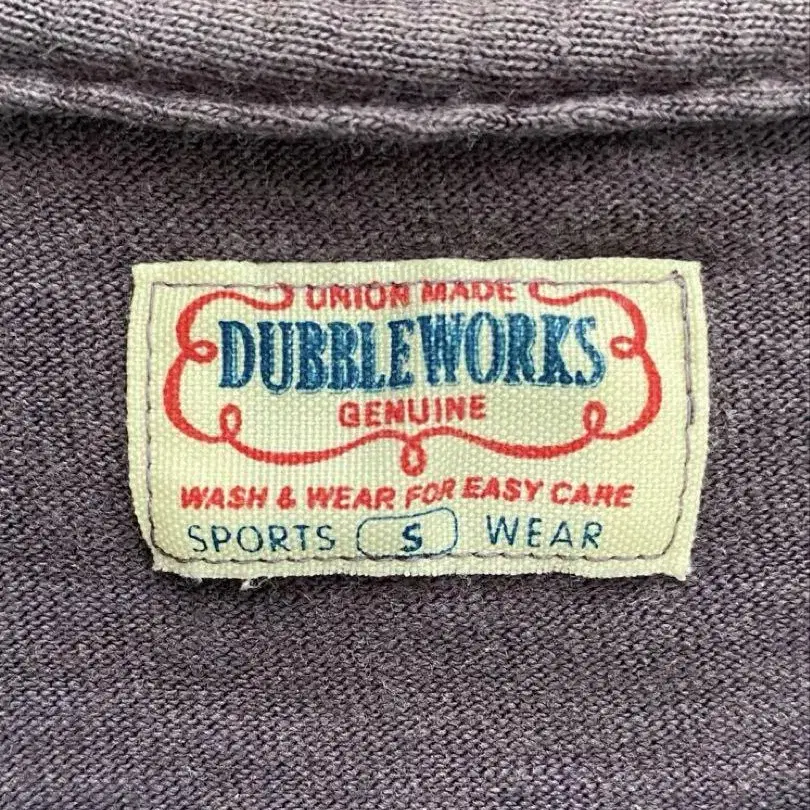 UNION MADE
DUBBLEWORKS
GENUINE
WASH & WEAR FOR EASY CARE
SPORTS S WEAR